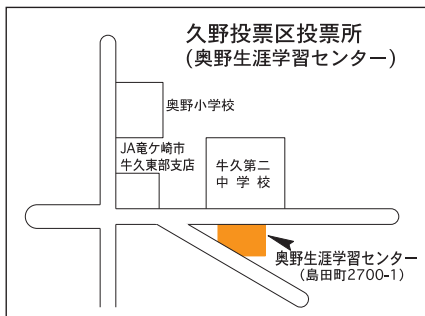 久野投票区投票所
(奥野生涯学習センター)
奥野小学校
JA竜ケ崎市
牛久東部支店
牛久第二
中学校
奥野生涯学習センター
(島田町2700-1)